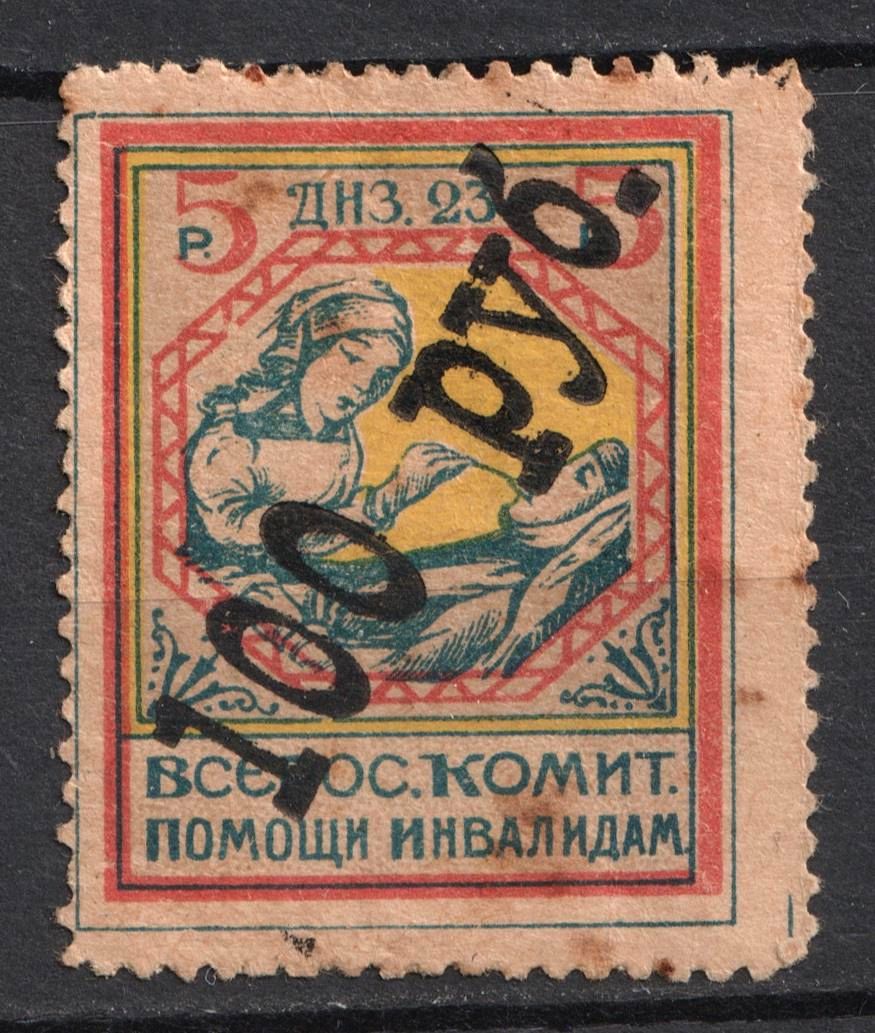 5 ДНЗ. 23 5
Р. Р.
100 руб.
ВСЕРОС. КОМИТ.
ПОМОЩИ ИНВАЛИДАМ.